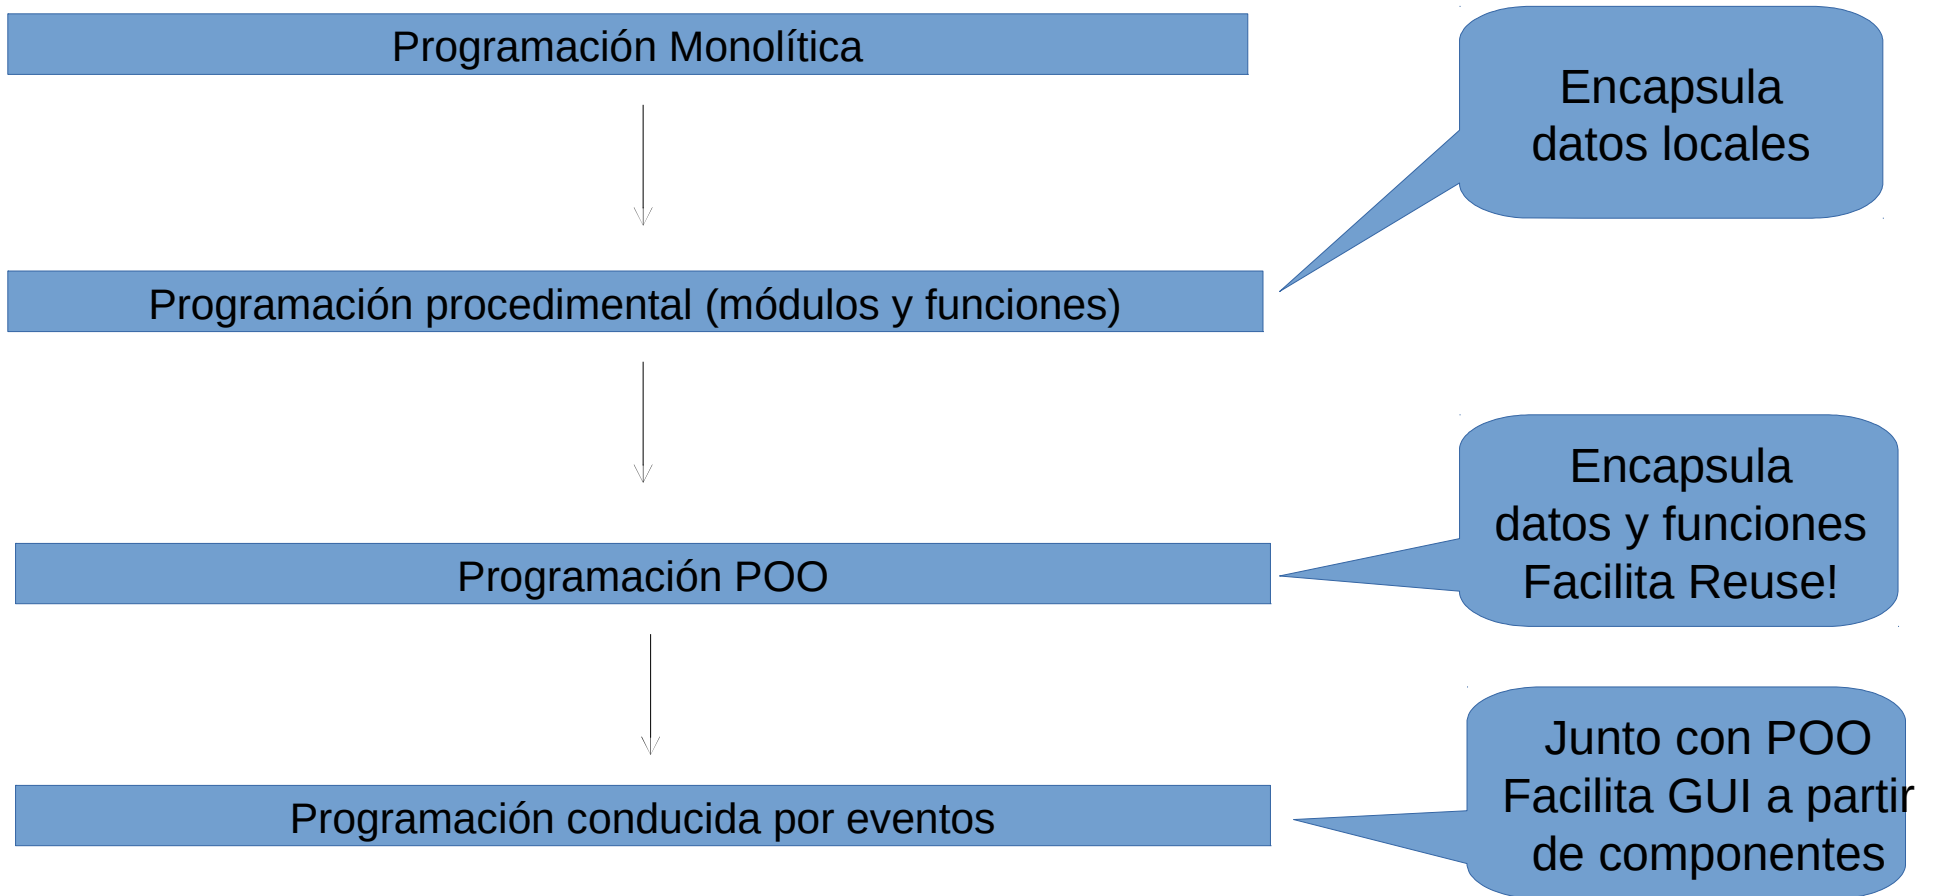 Programación Monolítica
Encapsula
datos locales
Programación procedimental (módulos y funciones)
Encapsula
datos y funciones
Facilita Reuse!
Programación POO
Junto con POO
Facilita GUI a partir
de componentes
Programación conducida por eventos